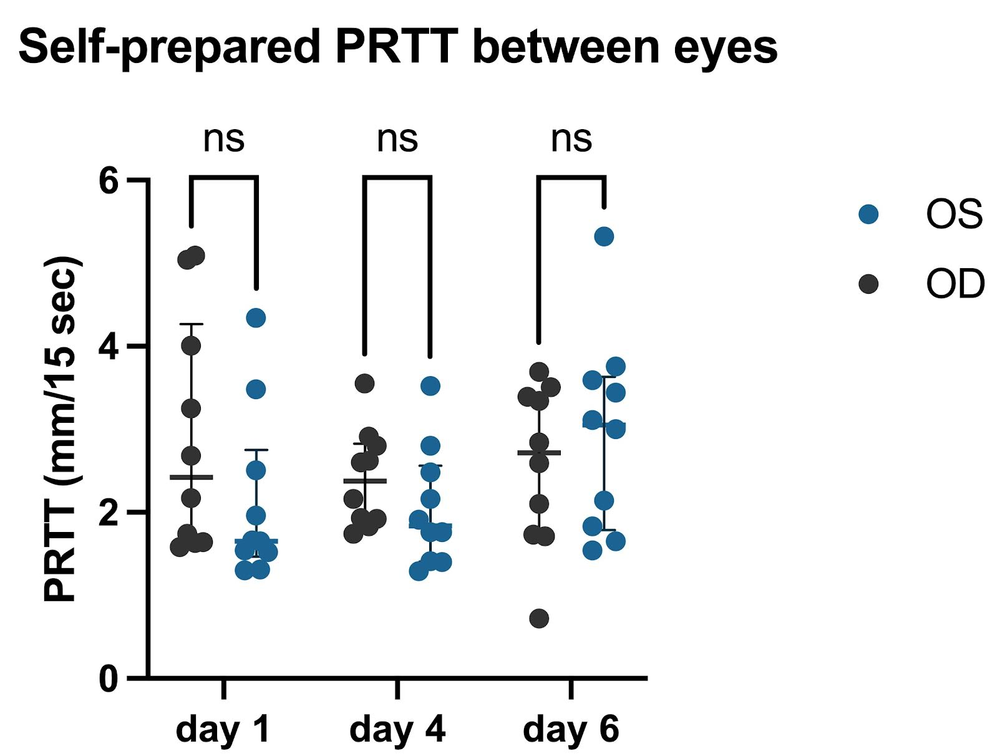 Self-prepared PRTT between eyes
ns ns ns
6
4
2
0
PRTT (mm/15 sec)
day 1 day 4 day 6
OS
OD